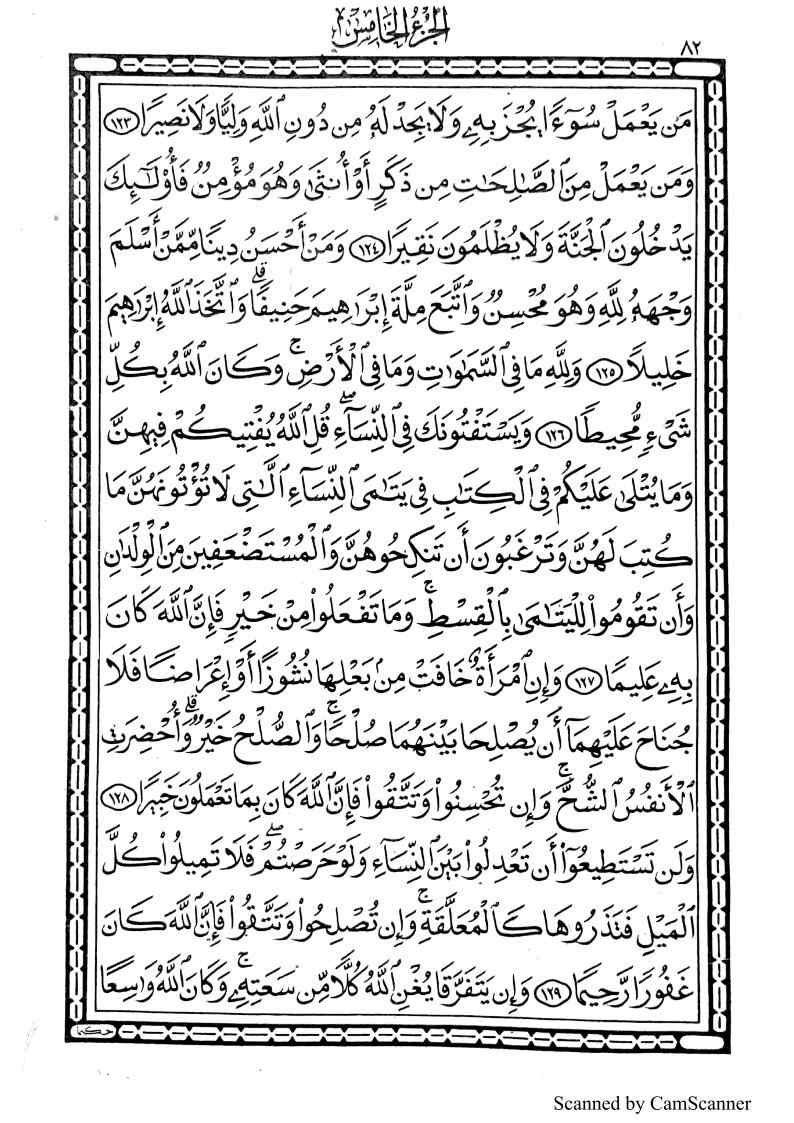 الجزء الخامس
٨٢
مَن يَعْمَلْ سُوٓءًا يُجْزَ بِهِۦ وَلَا يَجِدْ لَهُۥ مِن دُونِ ٱللَّهِ وَلِيًّا وَلَا نَصِيرًا ﴿١٢٣﴾
وَمَن يَعْمَلْ مِنَ ٱلصَّـٰلِحَـٰتِ مِن ذَكَرٍ أَوْ أُنثَىٰ وَهُوَ مُؤْمِنٌ فَأُو۟لَـٰٓئِكَ
يَدْخُلُونَ ٱلْجَنَّةَ وَلَا يُظْلَمُونَ نَقِيرًا ﴿١٢٤﴾ وَمَنْ أَحْسَنُ دِينًا مِّمَّنْ أَسْلَمَ
وَجْهَهُۥ لِلَّهِ وَهُوَ مُحْسِنٌ وَٱتَّبَعَ مِلَّةَ إِبْرَٰهِيمَ حَنِيفًا ۗ وَٱتَّخَذَ ٱللَّهُ إِبْرَٰهِيمَ
خَلِيلًا ﴿١٢٥﴾ وَلِلَّهِ مَا فِى ٱلسَّمَـٰوَٰتِ وَمَا فِى ٱلْأَرْضِ ۚ وَكَانَ ٱللَّهُ بِكُلِّ
شَىْءٍ مُّحِيطًا ﴿١٢٦﴾ وَيَسْتَفْتُونَكَ فِى ٱلنِّسَآءِ ۖ قُلِ ٱللَّهُ يُفْتِيكُمْ فِيهِنَّ
وَمَا يُتْلَىٰ عَلَيْكُمْ فِى ٱلْكِتَـٰبِ فِى يَتَـٰمَى ٱلنِّسَآءِ ٱلَّـٰتِى لَا تُؤْتُونَهُنَّ مَا
كُتِبَ لَهُنَّ وَتَرْغَبُونَ أَن تَنكِحُوهُنَّ وَٱلْمُسْتَضْعَفِينَ مِنَ ٱلْوِلْدَٰنِ
وَأَن تَقُومُوا۟ لِلْيَتَـٰمَىٰ بِٱلْقِسْطِ ۚ وَمَا تَفْعَلُوا۟ مِنْ خَيْرٍ فَإِنَّ ٱللَّهَ كَانَ
بِهِۦ عَلِيمًا ﴿١٢٧﴾ وَإِنِ ٱمْرَأَةٌ خَافَتْ مِنۢ بَعْلِهَا نُشُوزًا أَوْ إِعْرَاضًا فَلَا
جُنَاحَ عَلَيْهِمَآ أَن يُصْلِحَا بَيْنَهُمَا صُلْحًا ۚ وَٱلصُّلْحُ خَيْرٌ ۗ وَأُحْضِرَتِ
ٱلْأَنفُسُ ٱلشُّحَّ ۚ وَإِن تُحْسِنُوا۟ وَتَتَّقُوا۟ فَإِنَّ ٱللَّهَ كَانَ بِمَا تَعْمَلُونَ خَبِيرًا ﴿١٢٨﴾
وَلَن تَسْتَطِيعُوٓا۟ أَن تَعْدِلُوا۟ بَيْنَ ٱلنِّسَآءِ وَلَوْ حَرَصْتُمْ ۖ فَلَا تَمِيلُوا۟ كُلَّ
ٱلْمَيْلِ فَتَذَرُوهَا كَٱلْمُعَلَّقَةِ ۚ وَإِن تُصْلِحُوا۟ وَتَتَّقُوا۟ فَإِنَّ ٱللَّهَ كَانَ
غَفُورًا رَّحِيمًا ﴿١٢٩﴾ وَإِن يَتَفَرَّقَا يُغْنِ ٱللَّهُ كُلًّا مِّن سَعَتِهِۦ ۚ وَكَانَ ٱللَّهُ وَٰسِعًا
حكيما
Scanned by CamScanner